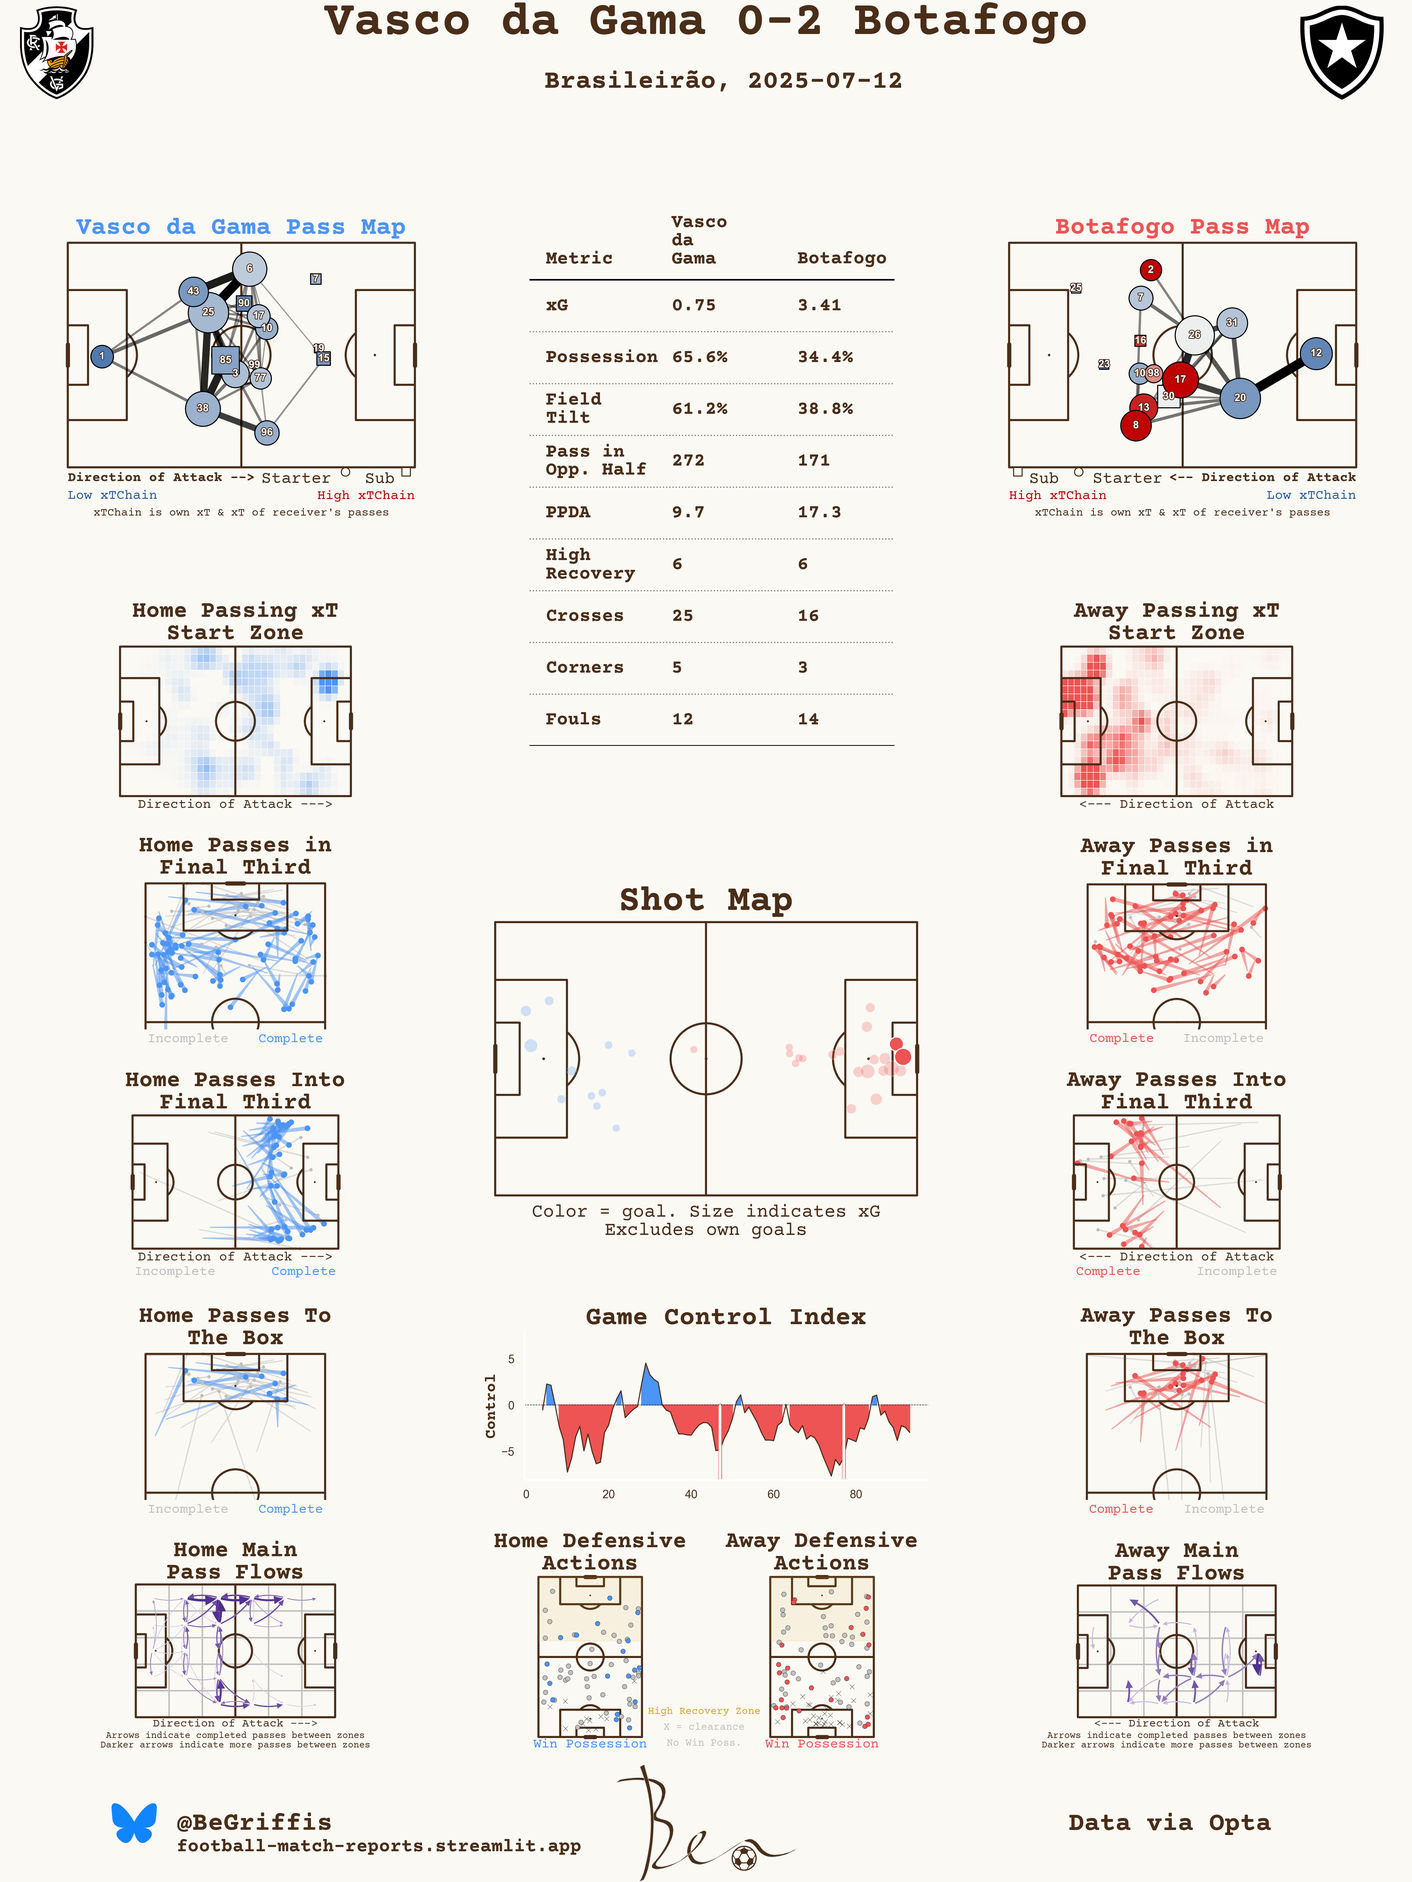 Vasco da Gama 0-2 Botafogo
Brasileirão, 2025-07-12
Vasco da Gama Pass Map
6
7
43
90
25
17
10
19
15
1
85
99
3
77
38
96
Direction of Attack --> Starter Sub
Low xTChain High xTChain
xTChain is own xT & xT of receiver's passes
Metric Vasco da Gama Botafogo
xG 0.75 3.41
Possession 65.6% 34.4%
Field Tilt 61.2% 38.8%
Pass in Opp. Half 272 171
PPDA 9.7 17.3
High Recovery 6 6
Crosses 25 16
Corners 5 3
Fouls 12 14
Botafogo Pass Map
2
25
7
31
26
16
12
23
10
98
17
30
20
13
8
Sub Starter <-- Direction of Attack
High xTChain Low xTChain
xTChain is own xT & xT of receiver's passes
Home Passing xT
Start Zone
Direction of Attack --->
Away Passing xT
Start Zone
<--- Direction of Attack
Home Passes in
Final Third
Incomplete Complete
Away Passes in
Final Third
Complete Incomplete
Shot Map
Color = goal. Size indicates xG
Excludes own goals
Home Passes Into
Final Third
Direction of Attack --->
Incomplete Complete
Away Passes Into
Final Third
<--- Direction of Attack
Complete Incomplete
Home Passes To
The Box
Incomplete Complete
Game Control Index
Control
5
0
−5
0 20 40 60 80
Away Passes To
The Box
Complete Incomplete
Home Main
Pass Flows
Direction of Attack --->
Arrows indicate completed passes between zones
Darker arrows indicate more passes between zones
Home Defensive
Actions
Win Possession
High Recovery Zone
X = clearance
No Win Poss.
Away Defensive
Actions
Win Possession
Away Main
Pass Flows
<--- Direction of Attack
Arrows indicate completed passes between zones
Darker arrows indicate more passes between zones
@BeGriffis
football-match-reports.streamlit.app
Ben
Data via Opta